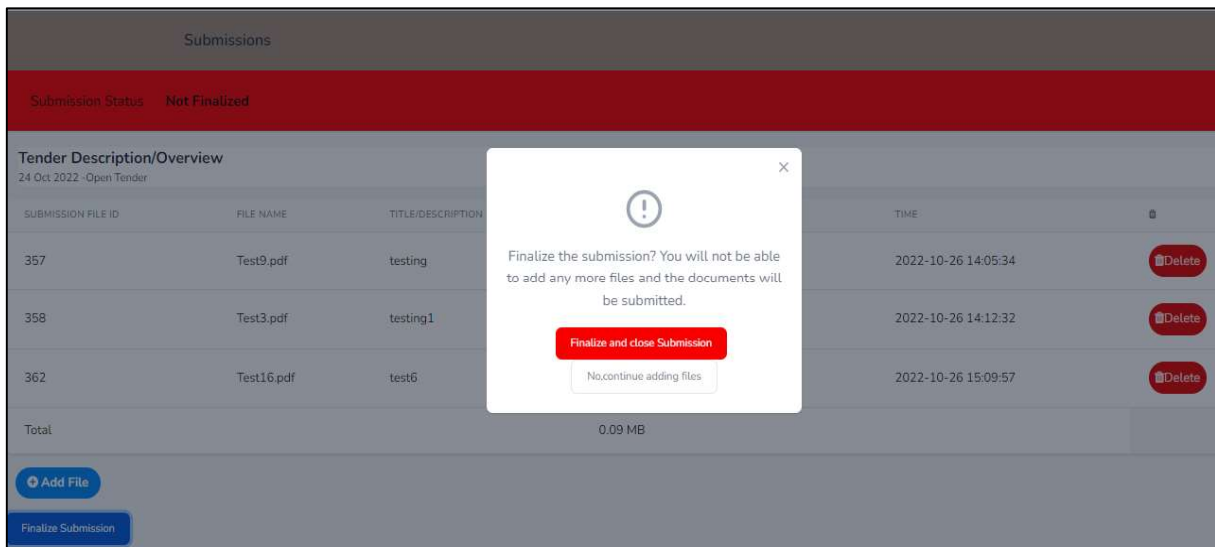 Submissions
Submission Status Not Finalized
Tender Description/Overview
24 Oct 2022 -Open Tender
SUBMISSION FILE ID FILE NAME TITLE/DESCRIPTION TIME
357 Test9.pdf testing 2022-10-26 14:05:34 Delete
358 Test3.pdf testing1 2022-10-26 14:12:32 Delete
362 Test16.pdf test6 2022-10-26 15:09:57 Delete
Total 0.09 MB
Add File
Finalize Submission
Finalize the submission? You will not be able
to add any more files and the documents will
be submitted.
Finalize and close Submission
No,continue adding files